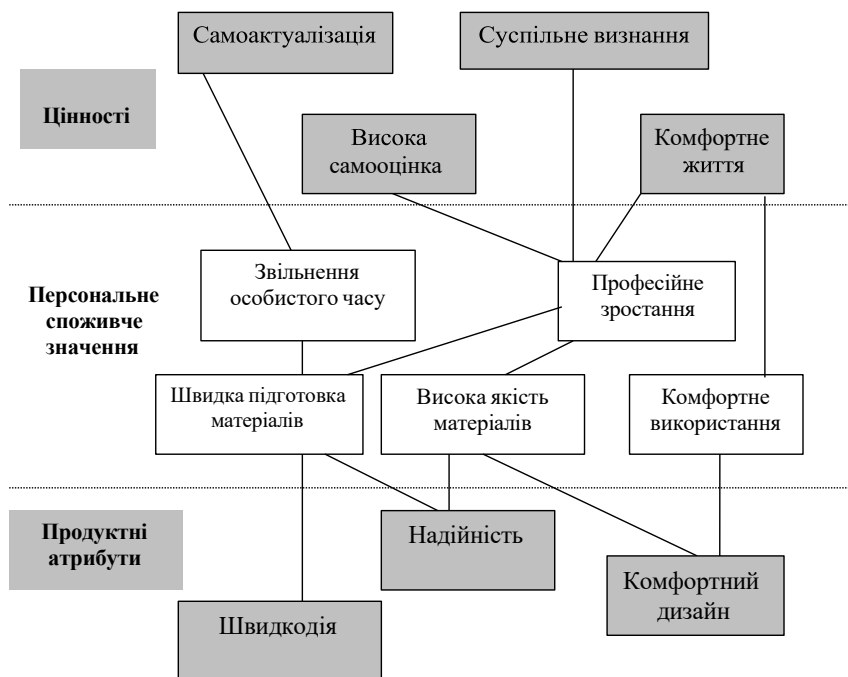 Самоактуалізація
Суспільне визнання
Цінності
Висока
самооцінка
Комфортне
життя
Персональне
споживче
значення
Звільнення
особистого часу
Професійне
зростання
Швидка підготовка
матеріалів
Висока якість
матеріалів
Комфортне
використання
Продуктні
атрибути
Надійність
Комфортний
дизайн
Швидкодія